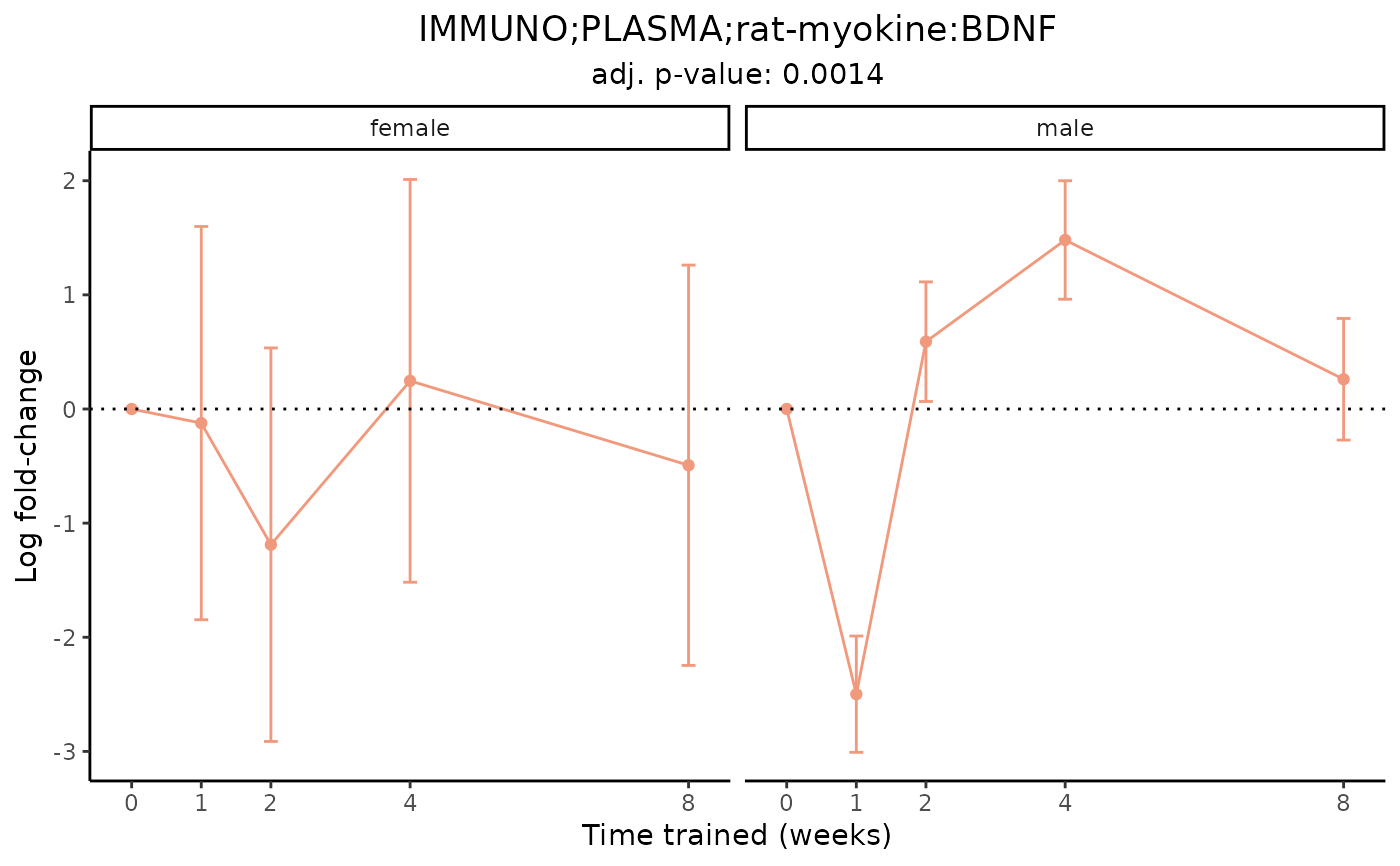 IMMUNO;PLASMA;rat-myokine:BDNF
adj. p-value: 0.0014
female
male
Log fold-change
2
1
0
-1
-2
-3
0 1 2 4 8
0 1 2 4 8
Time trained (weeks)